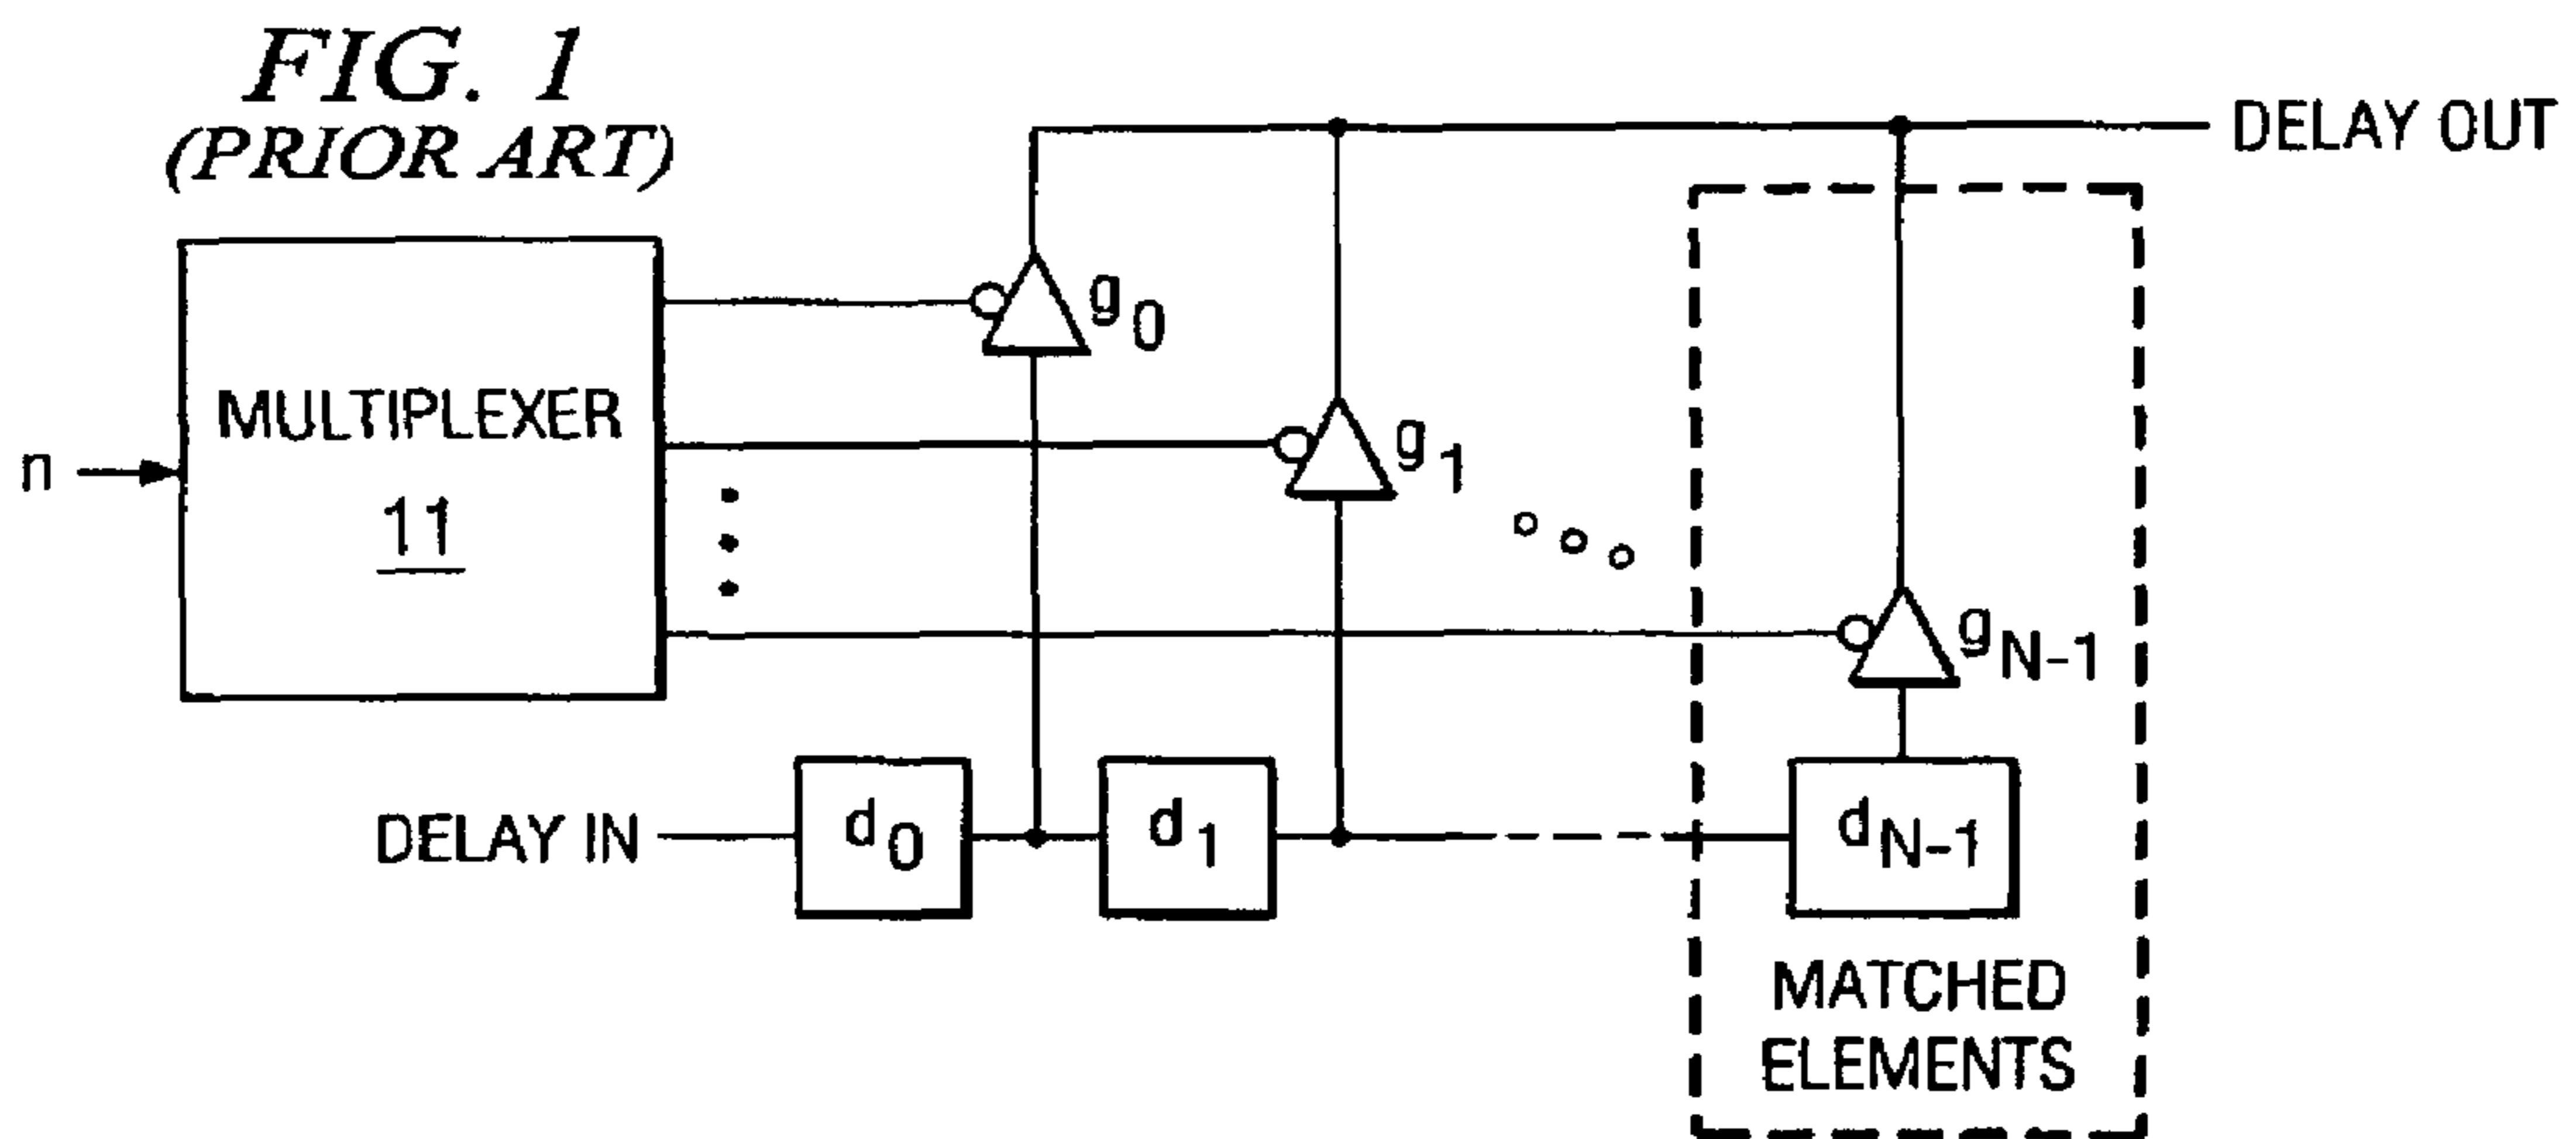 FIG. 1
(PRIOR ART)
DELAY OUT
g0
MULTIPLEXER
g1
n
11
gN-1
DELAY IN
d0
d1
dN-1
MATCHED
ELEMENTS